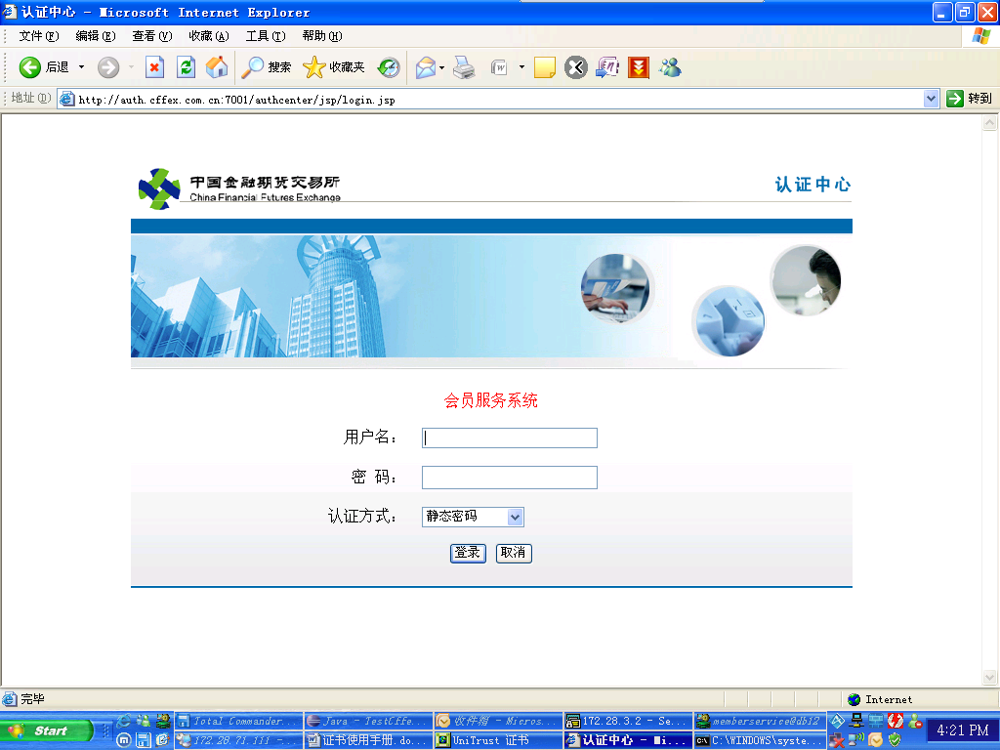 认证中心 - Microsoft Internet Explorer
文件(F) 编辑(E) 查看(V) 收藏(A) 工具(T) 帮助(H)
后退 搜索 收藏夹
地址(D) http://auth.cffex.com.cn:7001/authcenter/jsp/login.jsp 转到
中国金融期货交易所 认证中心
China Financial Futures Exchange
会员服务系统
用户名：
密 码：
认证方式： 静态密码
登录 取消
完毕 Internet
Start Total Commander... Java - TestCffe... 收件箱 - Micros... 172.28.3.2 - Se... memberservice@db12
172.28.71.111 -... 证书使用手册.do... UniTrust 证书 认证中心 - Mi... C:\WINDOWS\syste... 4:21 PM